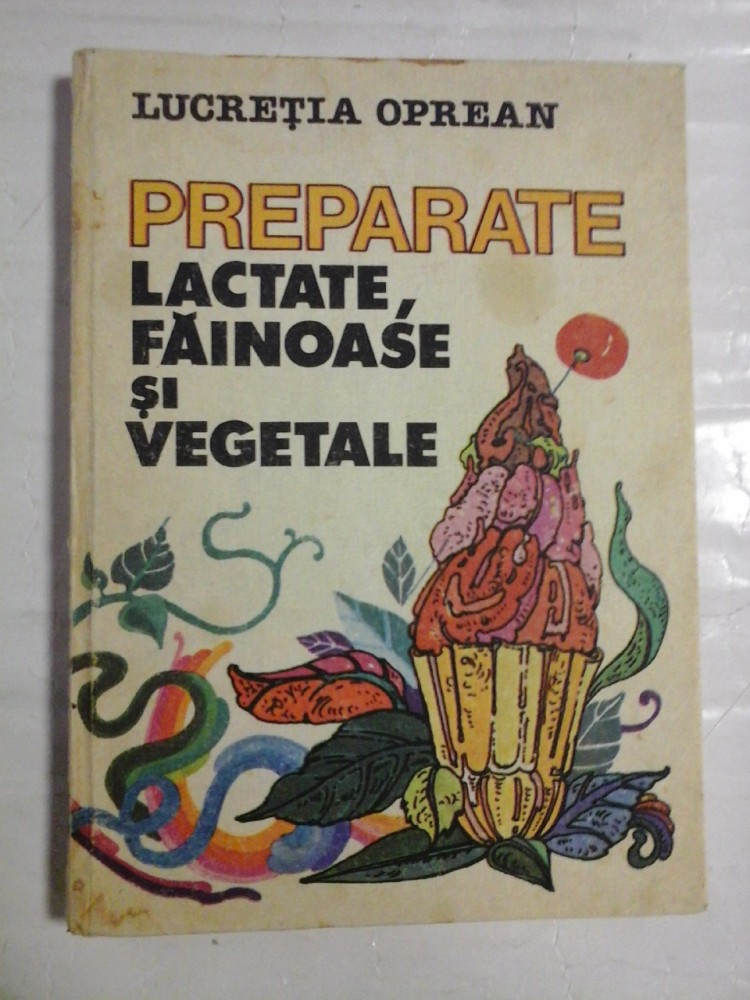 LUCREȚIA OPREAN
PREPARATE
LACTATE,
FĂINOASE
ȘI
VEGETALE